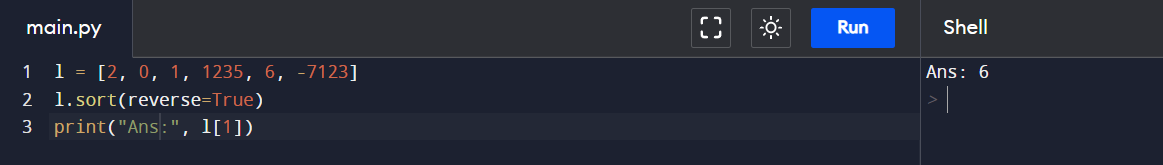 main.py Run Shell
1 l = [2, 0, 1, 1235, 6, -7123] Ans: 6
2 l.sort(reverse=True) >
3 print("Ans:", l[1])